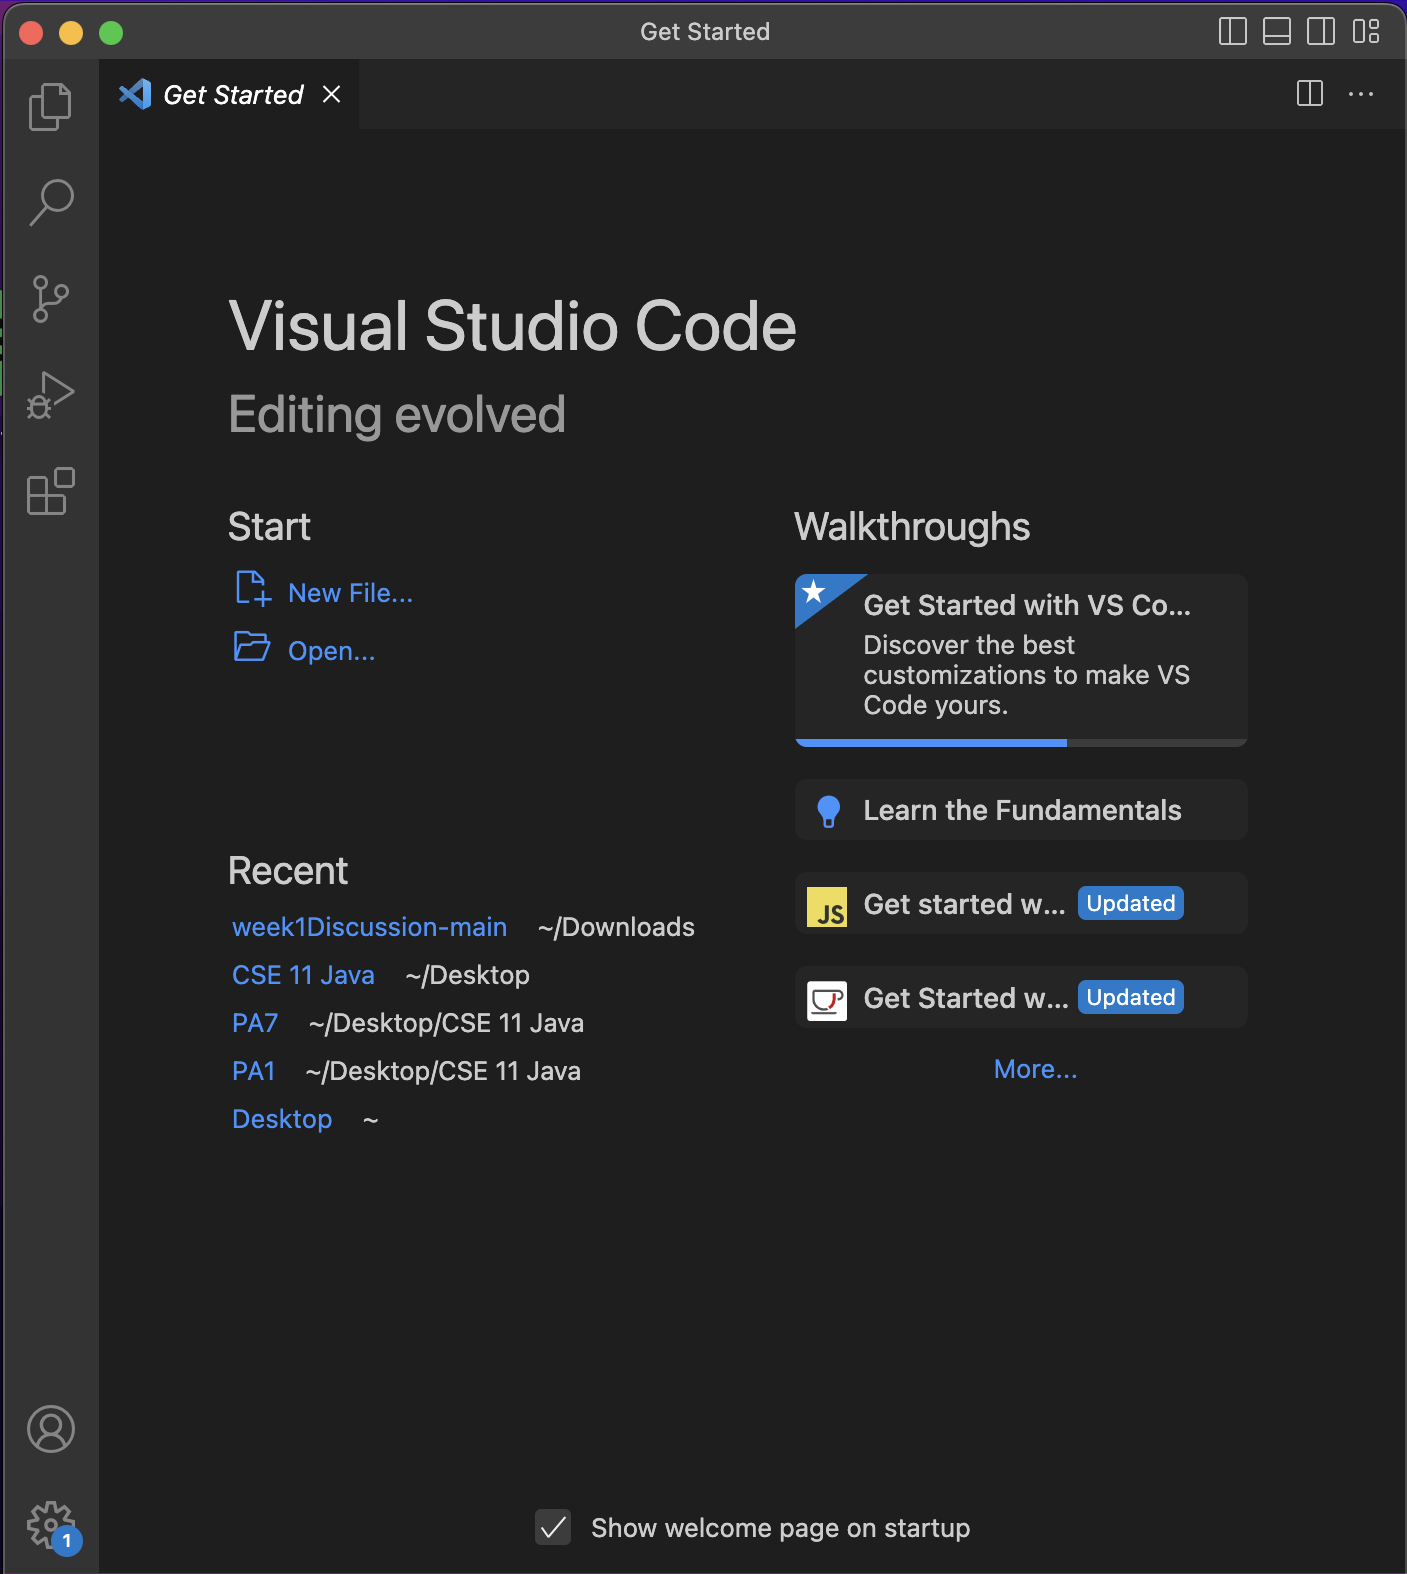 Get Started
Get Started
Visual Studio Code
Editing evolved
Start
New File...
Open...
Recent
week1Discussion-main ~/Downloads
CSE 11 Java ~/Desktop
PA7 ~/Desktop/CSE 11 Java
PA1 ~/Desktop/CSE 11 Java
Desktop ~
Walkthroughs
Get Started with VS Co...
Discover the best
customizations to make VS
Code yours.
Learn the Fundamentals
JS Get started w... Updated
Get Started w... Updated
More...
1
Show welcome page on startup